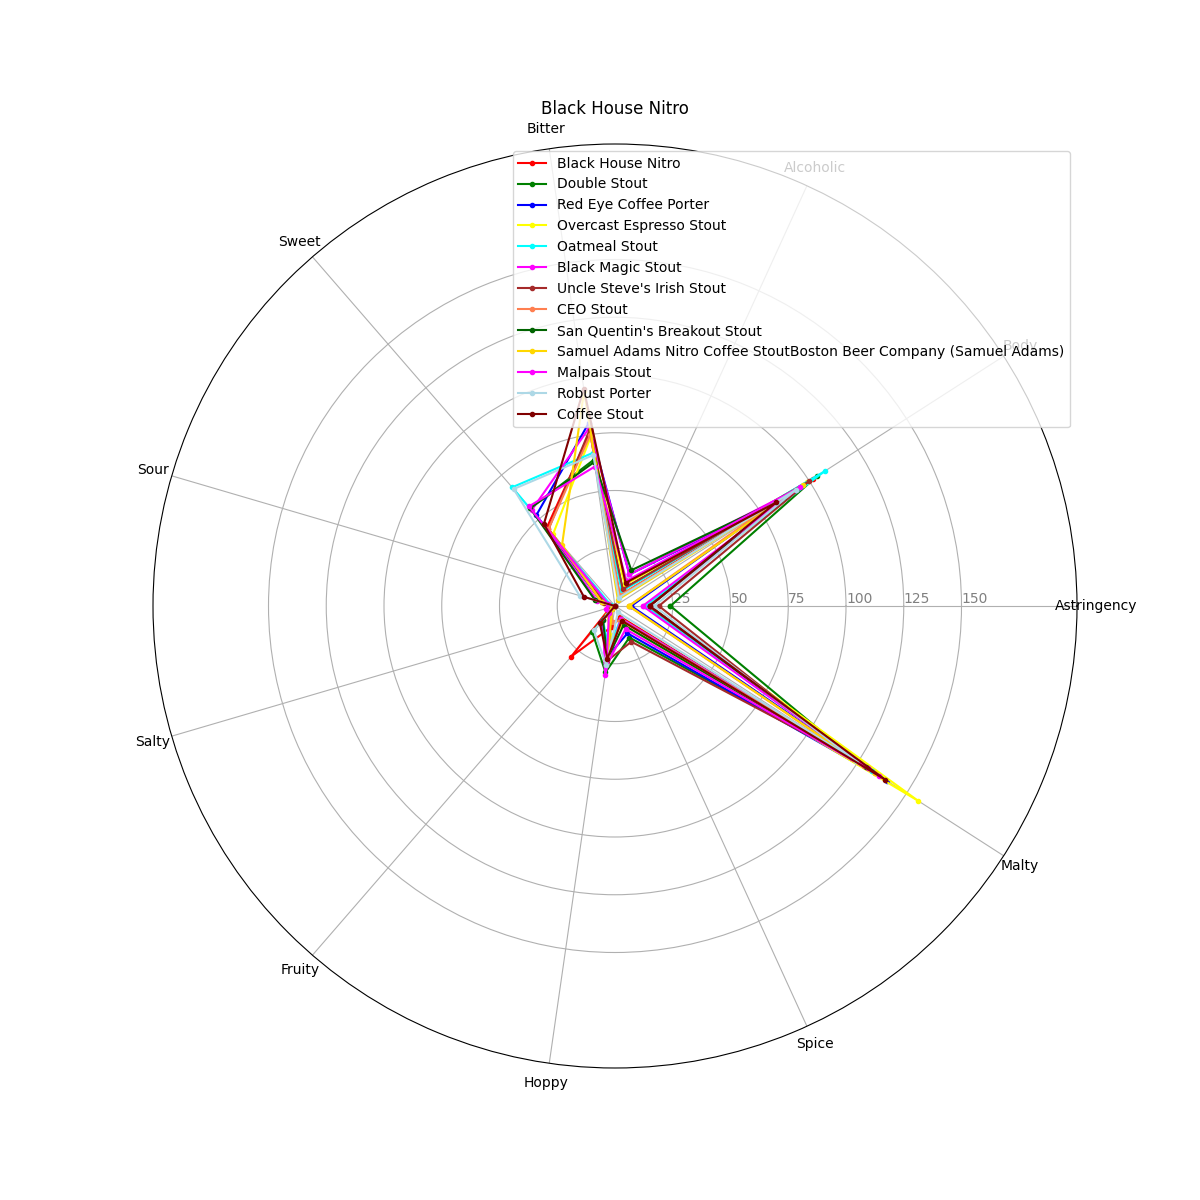 Black House Nitro
Bitter
Alcoholic
Body
Sweet
Sour
Salty
Fruity
Hoppy
Spice
Malty
Astringency
25
50
75
100
125
150
Black House Nitro
Double Stout
Red Eye Coffee Porter
Overcast Espresso Stout
Oatmeal Stout
Black Magic Stout
Uncle Steve's Irish Stout
CEO Stout
San Quentin's Breakout Stout
Samuel Adams Nitro Coffee StoutBoston Beer Company (Samuel Adams)
Malpais Stout
Robust Porter
Coffee Stout